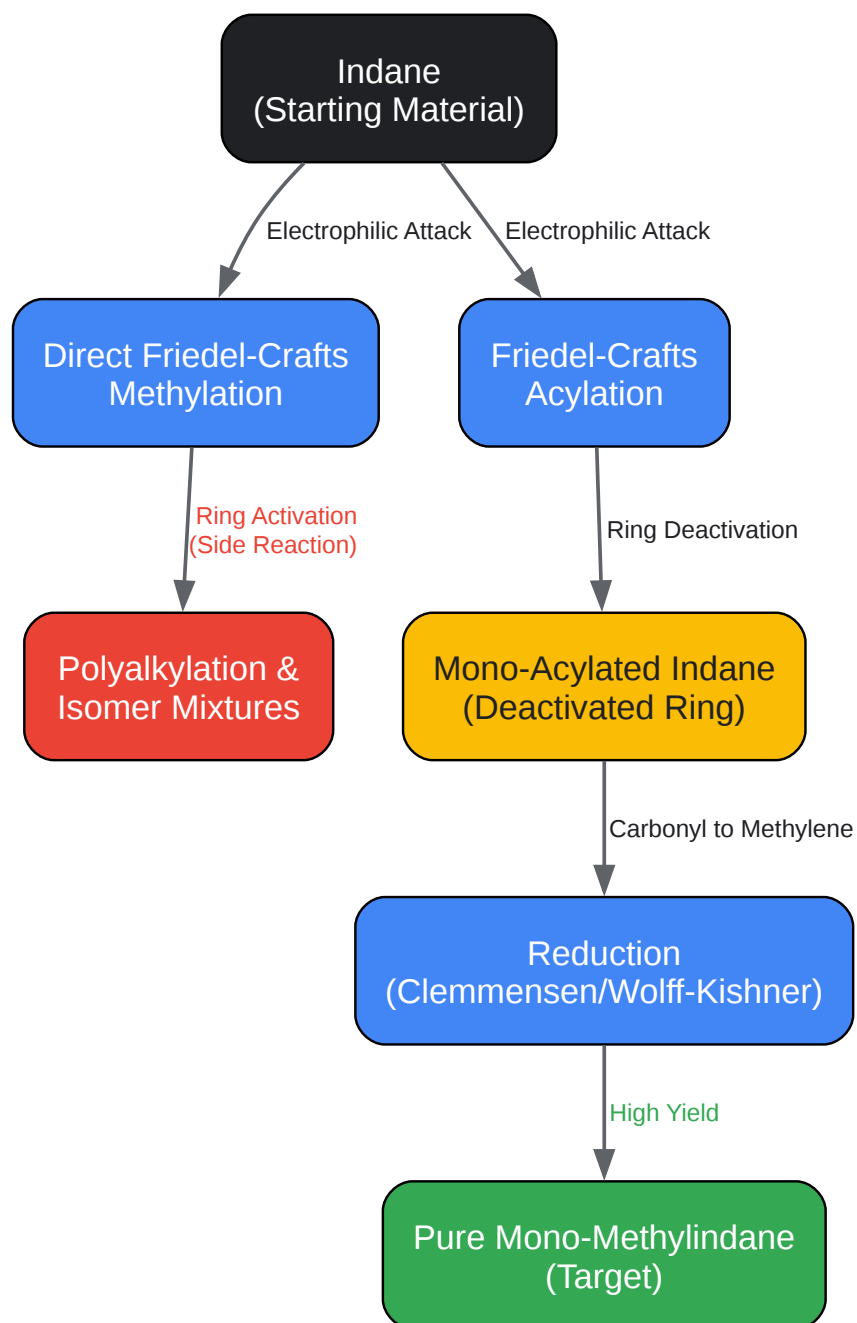 Indane
(Starting Material)
Electrophilic Attack
Electrophilic Attack
Direct Friedel-Crafts
Methylation
Friedel-Crafts
Acylation
Ring Activation
(Side Reaction)
Ring Deactivation
Polyalkylation &
Isomer Mixtures
Mono-Acylated Indane
(Deactivated Ring)
Carbonyl to Methylene
Reduction
(Clemmensen/Wolff-Kishner)
High Yield
Pure Mono-Methylindane
(Target)